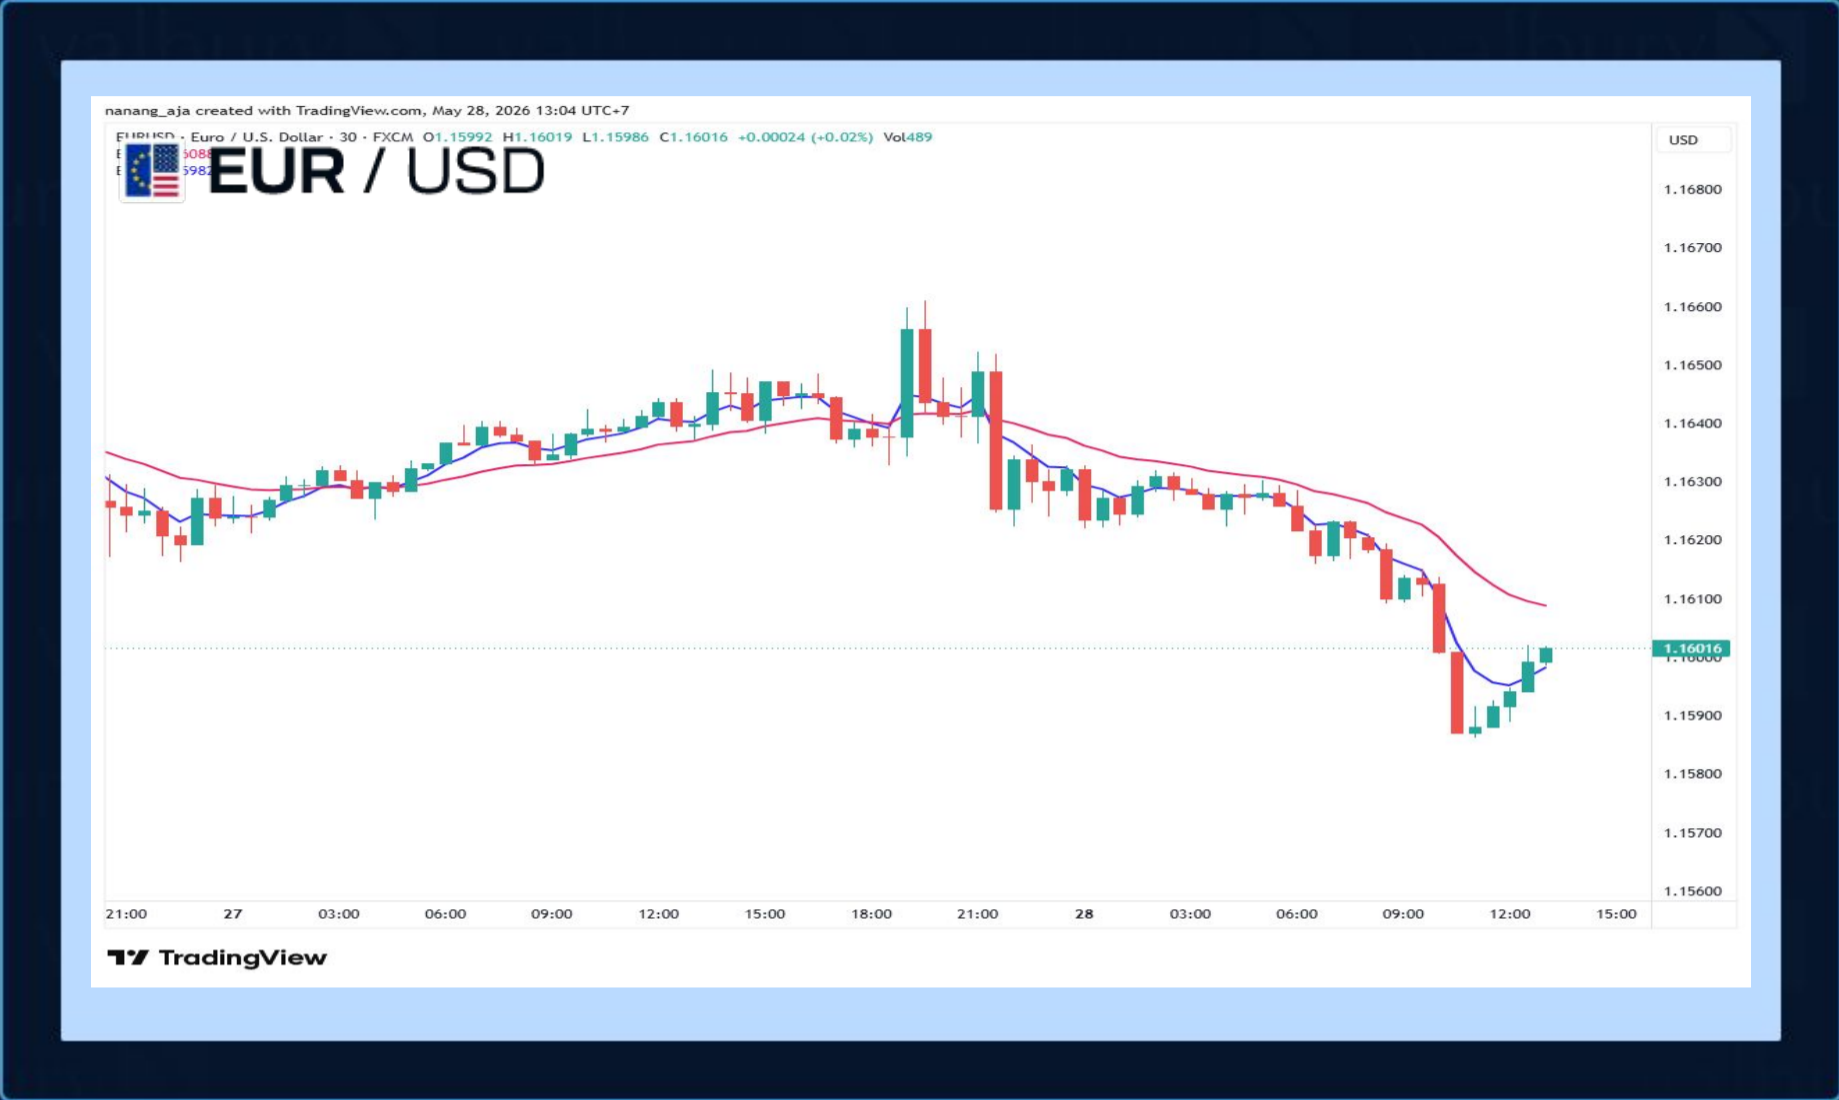 nanang_aja created with TradingView.com, May 28, 2026 13:04 UTC+7
EURUSD · Euro / U.S. Dollar · 30 · FXCM O1.15992 H1.16019 L1.15986 C1.16016 +0.00024 (+0.02%) Vol489
EUR / USD
USD
1.16800
1.16700
1.16600
1.16500
1.16400
1.16300
1.16200
1.16100
1.16016
1.16000
1.15900
1.15800
1.15700
1.15600
21:00 27 03:00 06:00 09:00 12:00 15:00 18:00 21:00 28 03:00 06:00 09:00 12:00 15:00
TradingView